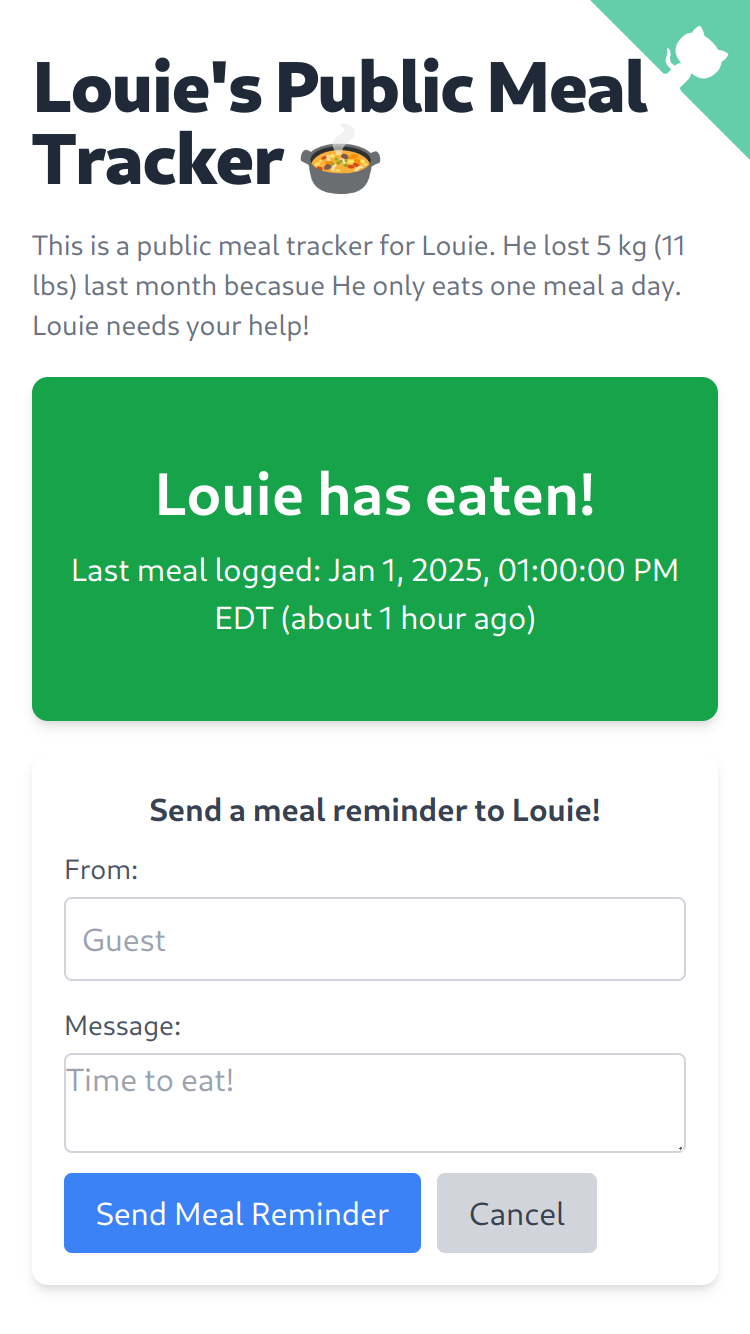 Louie's Public Meal
Tracker
This is a public meal tracker for Louie. He lost 5 kg (11
lbs) last month becasue He only eats one meal a day.
Louie needs your help!
Louie has eaten!
Last meal logged: Jan 1, 2025, 01:00:00 PM
EDT (about 1 hour ago)
Send a meal reminder to Louie!
From:
Guest
Message:
Time to eat!
Send Meal Reminder
Cancel